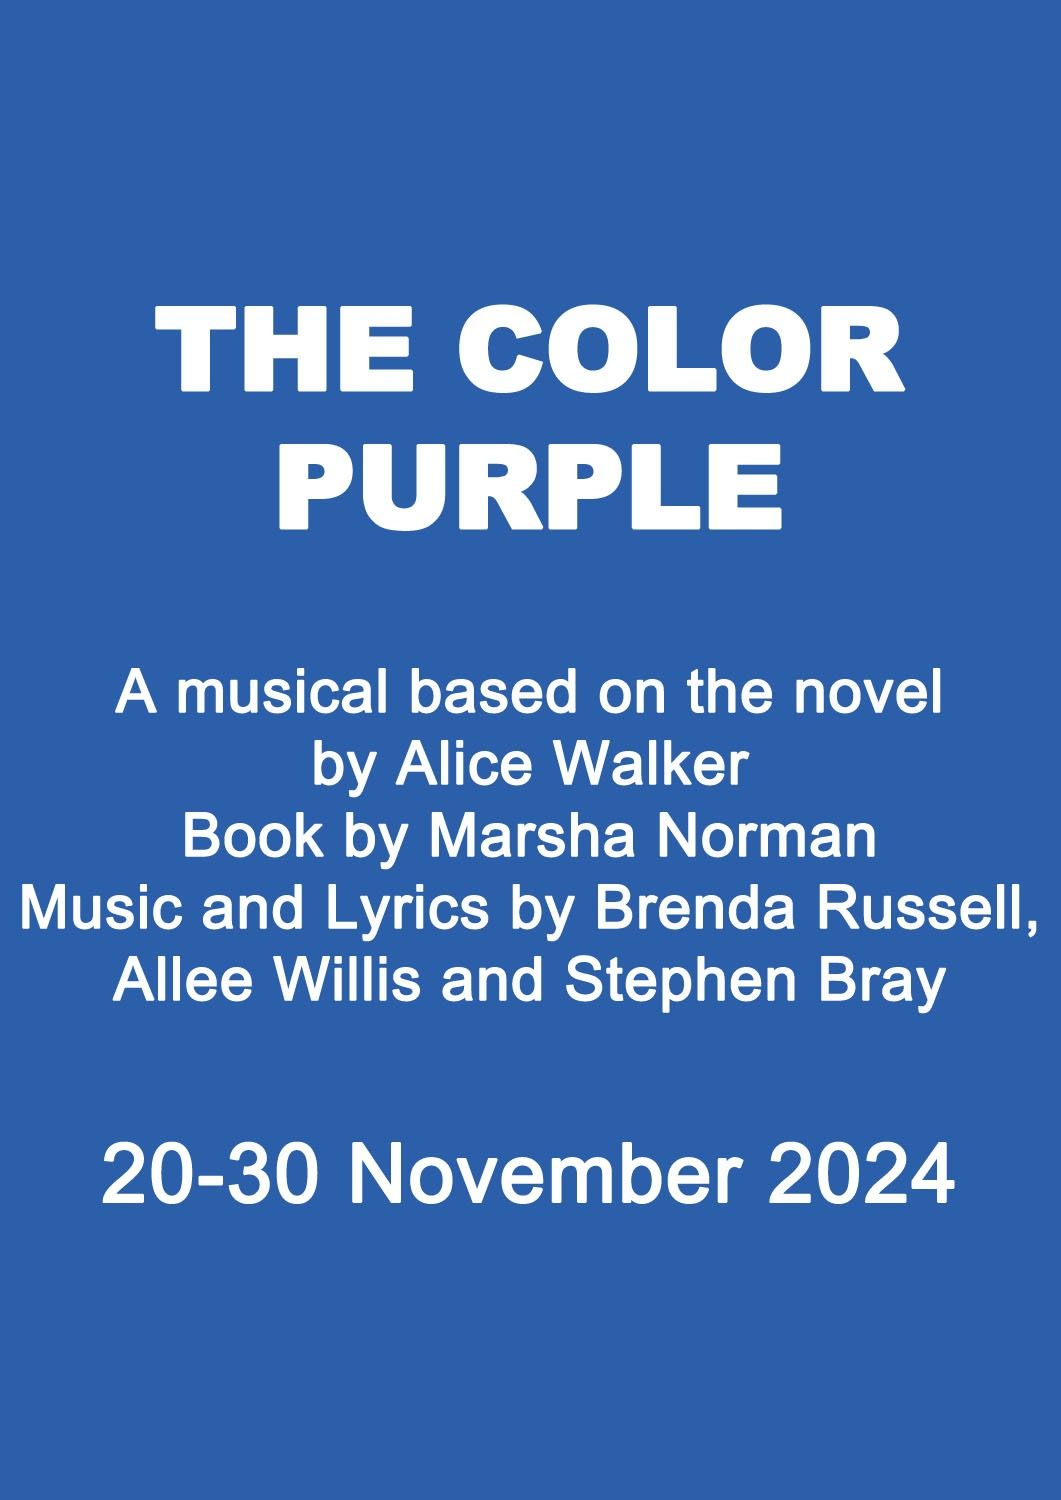 THE COLOR
PURPLE
A musical based on the novel
by Alice Walker
Book by Marsha Norman
Music and Lyrics by Brenda Russell,
Allee Willis and Stephen Bray
20-30 November 2024